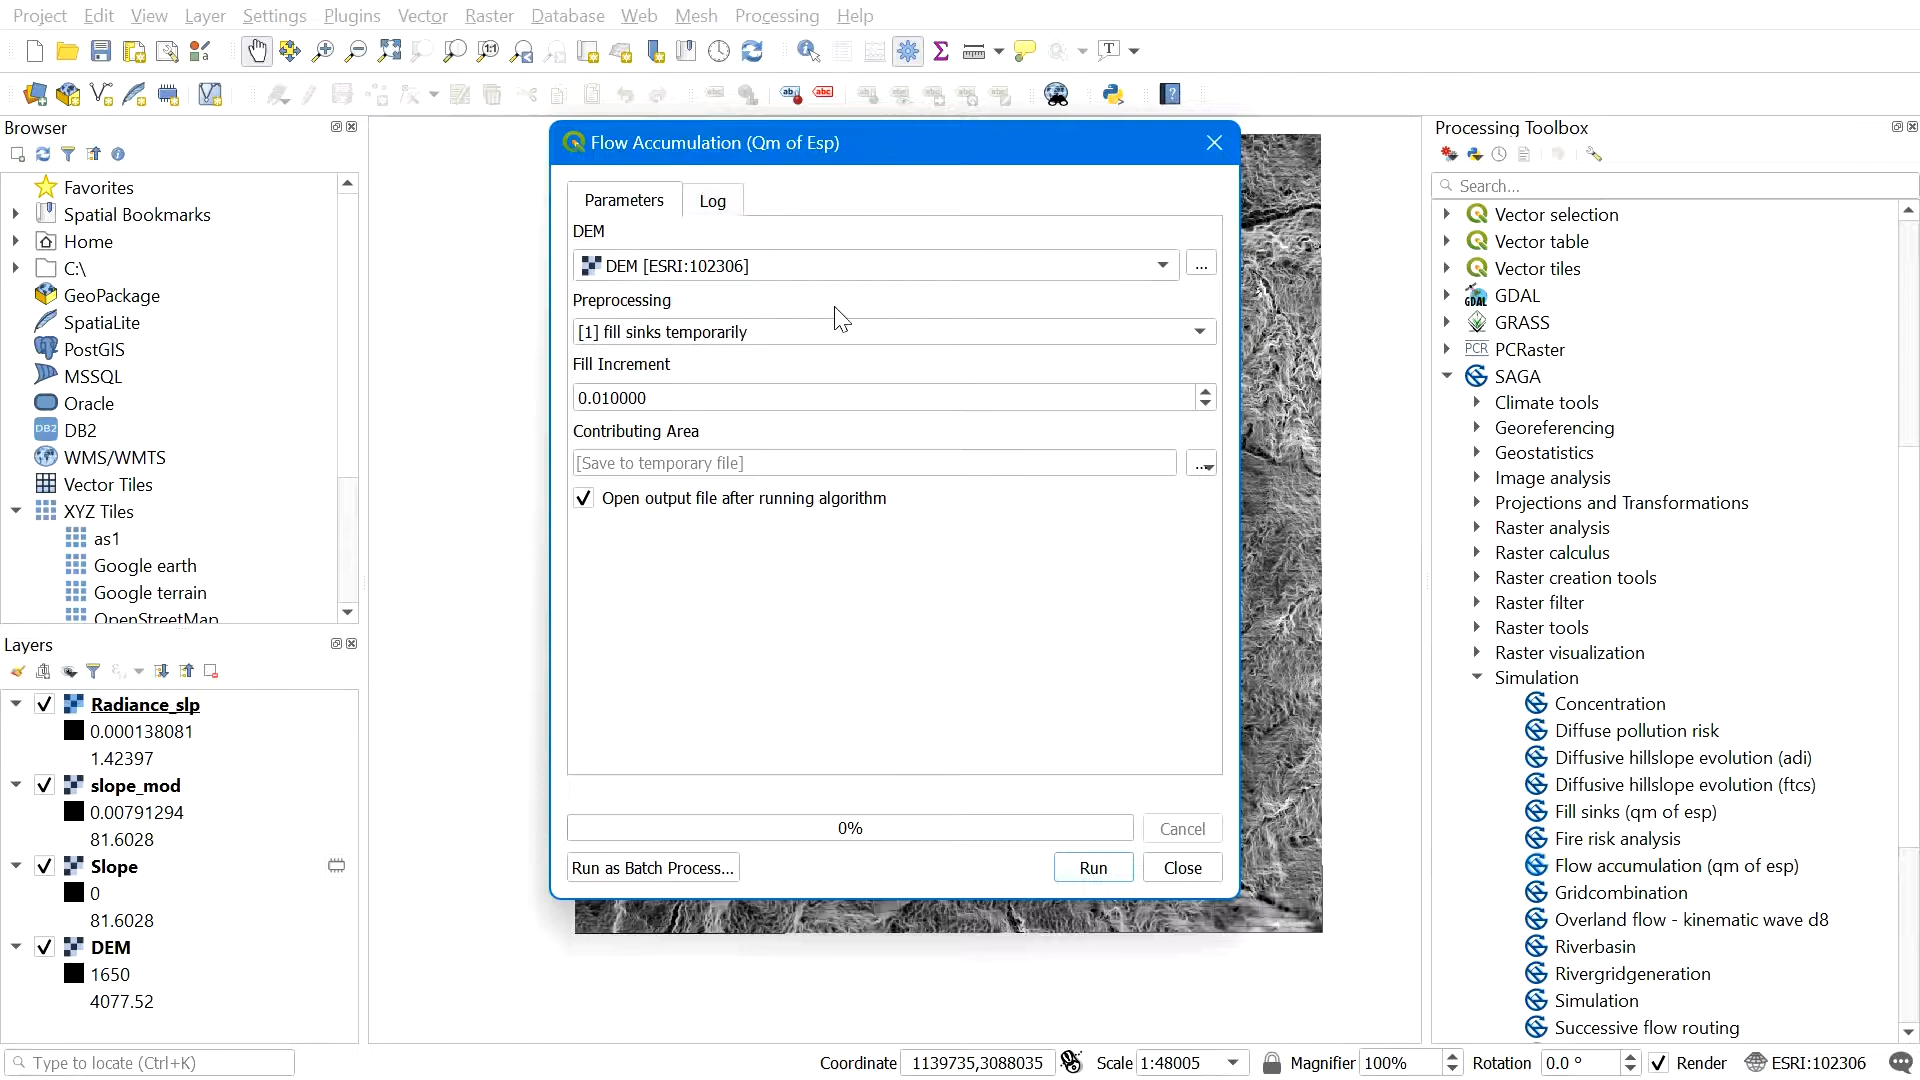 Project Edit View Layer Settings Plugins Vector Raster Database Web Mesh Processing Help
Browser
Favorites
Spatial Bookmarks
Home
C:\
GeoPackage
SpatiaLite
PostGIS
MSSQL
Oracle
DB2
WMS/WMTS
Vector Tiles
XYZ Tiles
as1
Google earth
Google terrain
OpenStreetMap
Layers
Radiance_slp
0.000138081
1.42397
slope_mod
0.00791294
81.6028
Slope
0
81.6028
DEM
1650
4077.52
Flow Accumulation (Qm of Esp)
Parameters Log
DEM
DEM [ESRI:102306]
...
Preprocessing
[1] fill sinks temporarily
Fill Increment
0.010000
Contributing Area
[Save to temporary file]
...
Open output file after running algorithm
0%
Cancel
Run as Batch Process...
Run
Close
Processing Toolbox
Search...
Vector selection
Vector table
Vector tiles
GDAL GDAL
GRASS
PCR PCRaster
SAGA
Climate tools
Georeferencing
Geostatistics
Image analysis
Projections and Transformations
Raster analysis
Raster calculus
Raster creation tools
Raster filter
Raster tools
Raster visualization
Simulation
Concentration
Diffuse pollution risk
Diffusive hillslope evolution (adi)
Diffusive hillslope evolution (ftcs)
Fill sinks (qm of esp)
Fire risk analysis
Flow accumulation (qm of esp)
Gridcombination
Overland flow - kinematic wave d8
Riverbasin
Rivergridgeneration
Simulation
Successive flow routing
Type to locate (Ctrl+K)
Coordinate 1139735,3088035 Scale 1:48005 Magnifier 100% Rotation 0.0 ° Render ESRI:102306